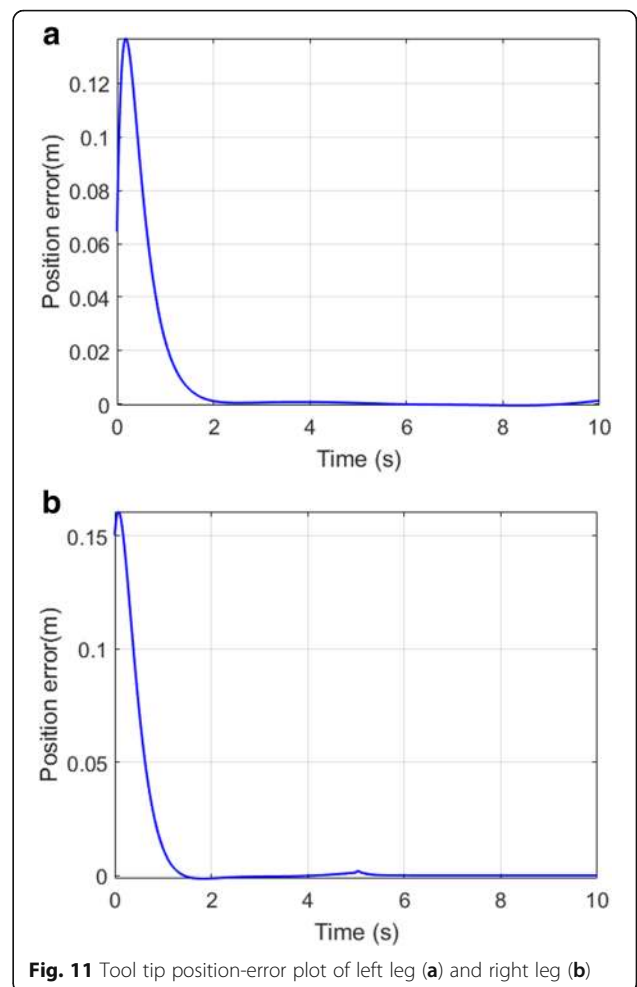 a
0.12
0.1
0.08
0.06
0.04
0.02
0
Position error(m)
0 2 4 6 8 10
Time (s)
b
0.15
0.1
0.05
0
Position error(m)
0 2 4 6 8 10
Time (s)
Fig. 11 Tool tip position-error plot of left leg (a) and right leg (b)